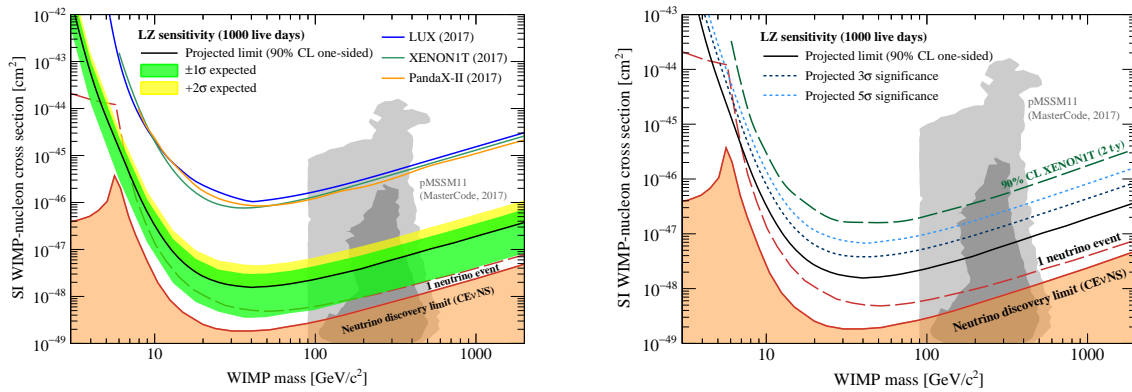 SI WIMP-nucleon cross section [cm²]
10⁻⁴²
10⁻⁴³
10⁻⁴⁴
10⁻⁴⁵
10⁻⁴⁶
10⁻⁴⁷
10⁻⁴⁸
10⁻⁴⁹
LZ sensitivity (1000 live days)
Projected limit (90% CL one-sided)
±1σ expected
+2σ expected
LUX (2017)
XENON1T (2017)
PandaX-II (2017)
pMSSM11
(MasterCode, 2017)
1 neutrino event
Neutrino discovery limit (CEνNS)
10 100 1000
WIMP mass [GeV/c²]
SI WIMP-nucleon cross section [cm²]
10⁻⁴³
10⁻⁴⁴
10⁻⁴⁵
10⁻⁴⁶
10⁻⁴⁷
10⁻⁴⁸
10⁻⁴⁹
LZ sensitivity (1000 live days)
Projected limit (90% CL one-sided)
Projected 3σ significance
Projected 5σ significance
pMSSM11
(MasterCode, 2017)
90% CL XENON1T (2 t·y)
1 neutrino event
Neutrino discovery limit (CEνNS)
10 100 1000
WIMP mass [GeV/c²]